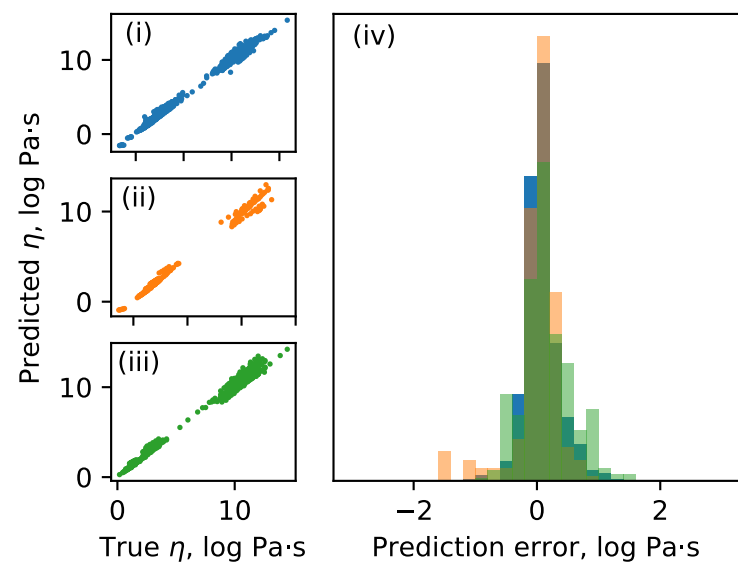 (i)
10
0
(ii)
10
0
(iii)
10
0
0
10
Predicted η, log Pa·s
True η, log Pa·s
(iv)
−2
0
2
Prediction error, log Pa·s